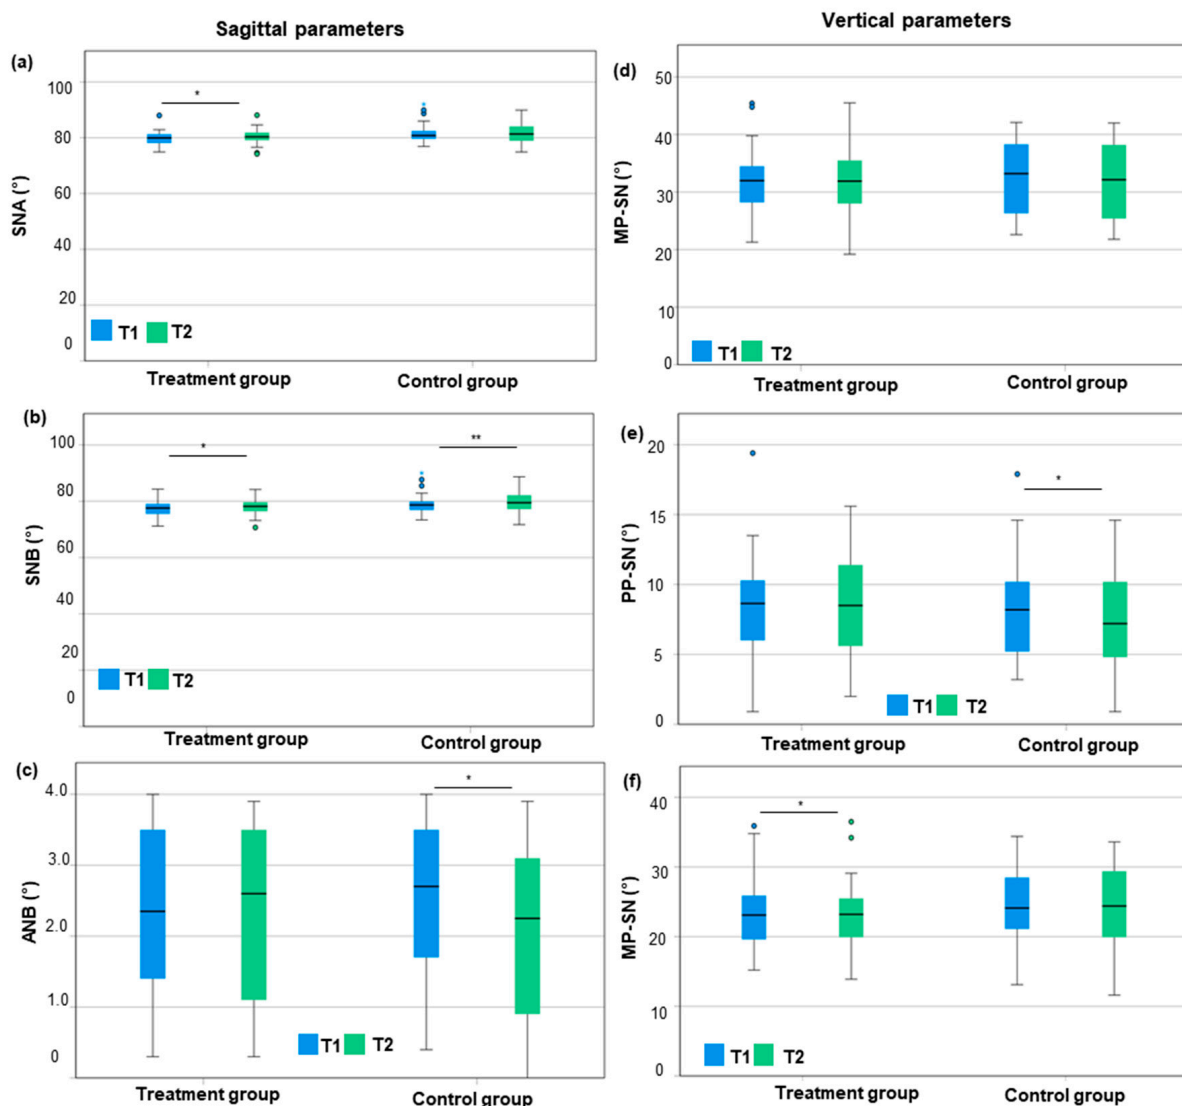 Sagittal parameters
Vertical parameters
(a)
100
80
60
40
20
0
SNA (°)
*
T1 T2
Treatment group Control group
(b)
100
80
60
40
20
0
SNB (°)
*
**
T1 T2
Treatment group Control group
(c)
4.0
3.0
2.0
1.0
0
ANB (°)
*
T1 T2
Treatment group Control group
(d)
50
40
30
20
10
0
MP-SN (°)
T1 T2
Treatment group Control group
(e)
20
15
10
5
0
PP-SN (°)
*
T1 T2
Treatment group Control group
(f)
40
30
20
10
0
MP-SN (°)
*
T1 T2
Treatment group Control group